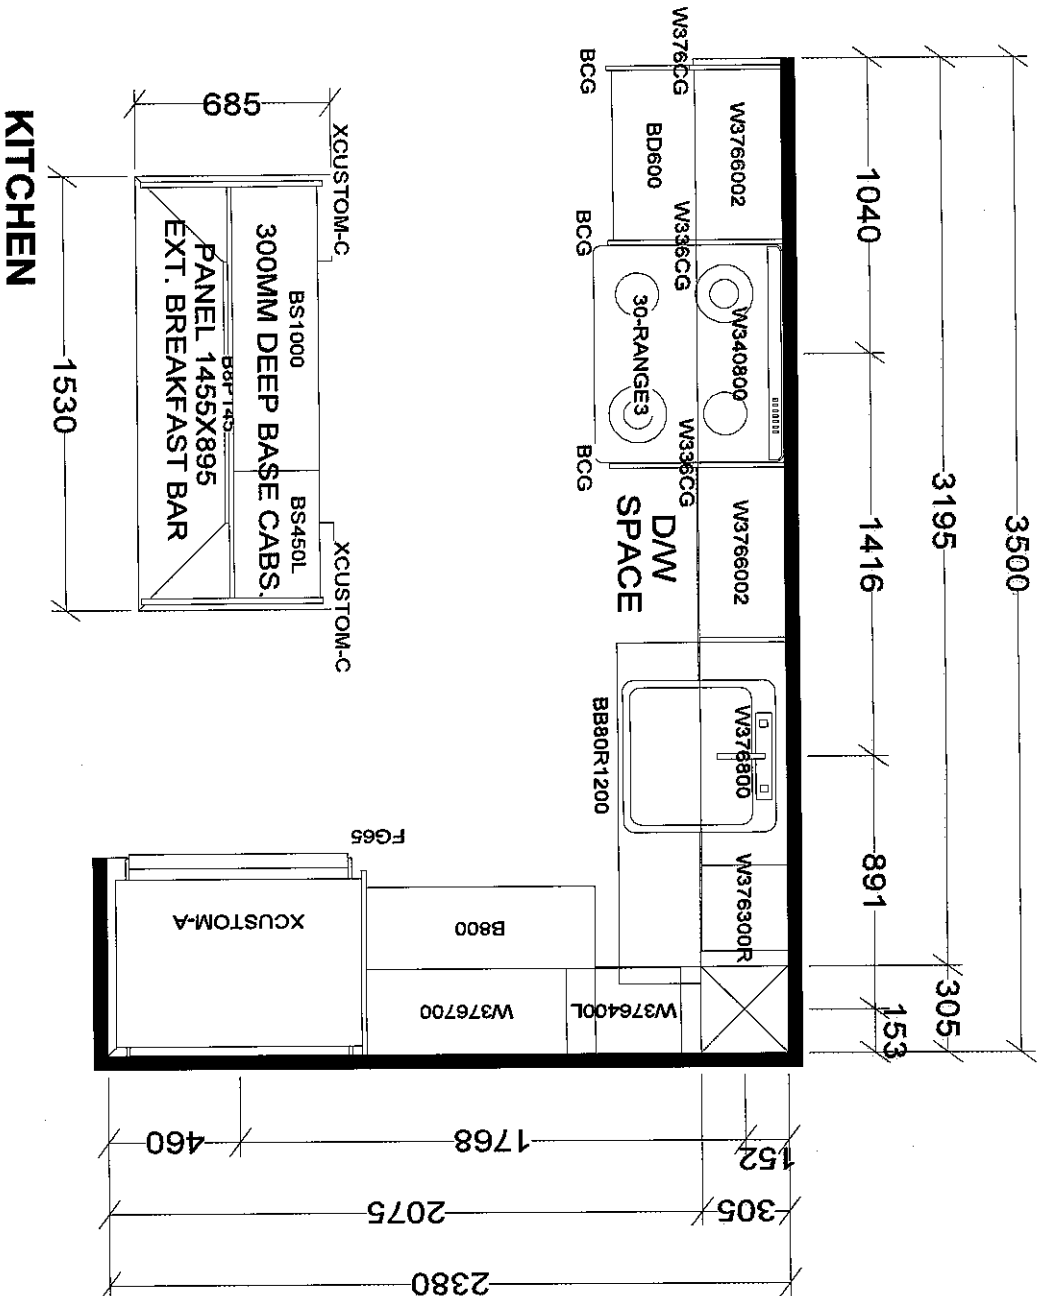 3500
3195
305
1040
1416
891
153
W376CG
BCG
W3766002
BD600
W336CG
BCG
W340800
30-RANGE3
W336CG
BCG
W3766002
D/W
SPACE
W376800
BB80R1200
W376300R
W376400L
W376700
B800
FG65
XCUSTOM-A
152
1768
460
305
2075
2380
XCUSTOM-C
XCUSTOM-C
685
BS1000
BS450L
300MM DEEP BASE CABS.
PANEL 1455X895
EXT. BREAKFAST BAR
1530
KITCHEN